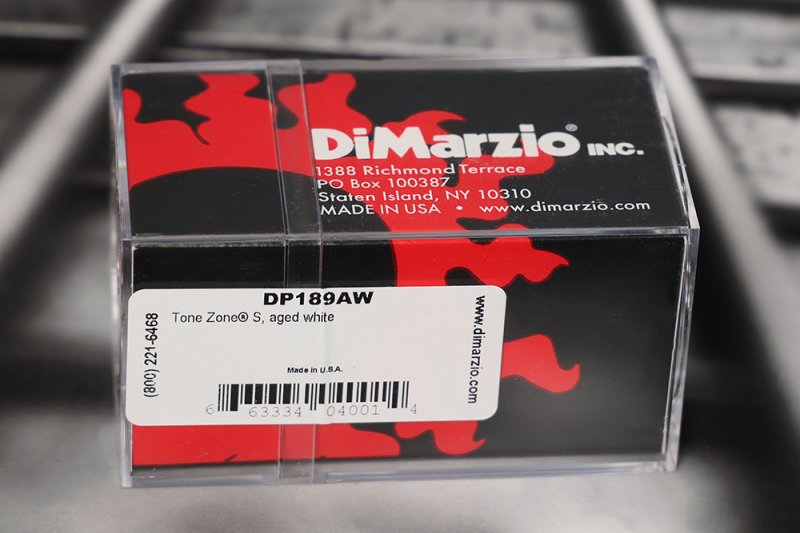 DiMarzio® INC.
1388 Richmond Terrace
PO Box 100387
Staten Island, NY 10310
MADE IN USA • www.dimarzio.com
DP189AW
Tone Zone® S, aged white
(800) 221-6468
www.dimarzio.com
Made in U.S.A.
6 63334 04001 4